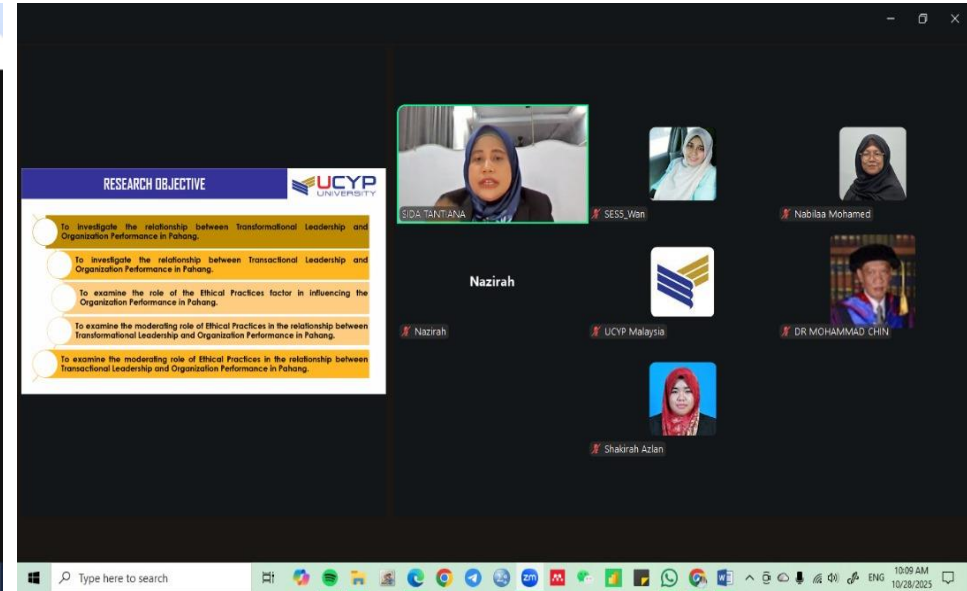 RESEARCH OBJECTIVE
UCYP
UNIVERSITY
To investigate the relationship between Transformational Leadership and
Organization Performance in Pahang.
To investigate the relationship between Transactional Leadership and
Organization Performance in Pahang.
To examine the role of the Ethical Practices factor in influencing the
Organization Performance in Pahang.
To examine the moderating role of Ethical Practices in the relationship between
Transformational Leadership and Organization Performance in Pahang.
To examine the moderating role of Ethical Practices in the relationship between
Transactional Leadership and Organization Performance in Pahang.
SIDA TANTIANA
SES5_Wan
Nabilaa Mohamed
Nazirah
Nazirah
UCYP Malaysia
DR MOHAMMAD CHIN
Shakirah Azlan
Type here to search
zm
ENG
10:09 AM
10/28/2025